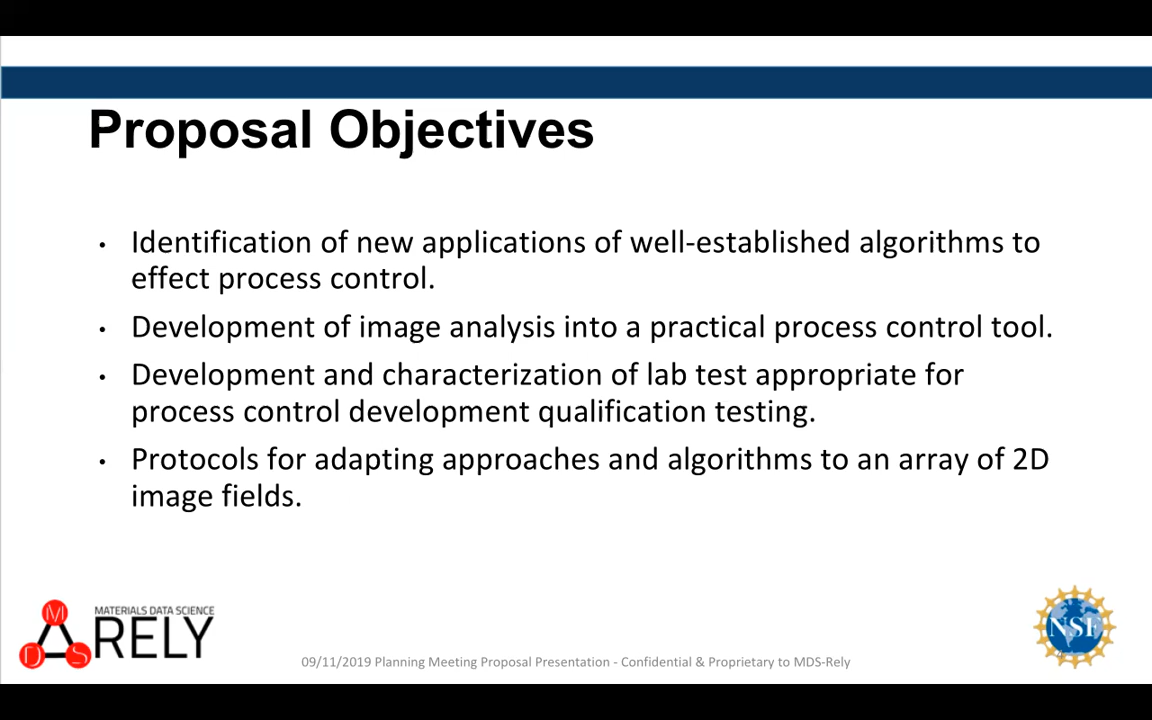 Proposal Objectives
• Identification of new applications of well-established algorithms to
effect process control.
• Development of image analysis into a practical process control tool.
• Development and characterization of lab test appropriate for
process control development qualification testing.
• Protocols for adapting approaches and algorithms to an array of 2D
image fields.
M
D S
MATERIALS DATA SCIENCE
RELY
09/11/2019 Planning Meeting Proposal Presentation - Confidential & Proprietary to MDS-Rely
NSF